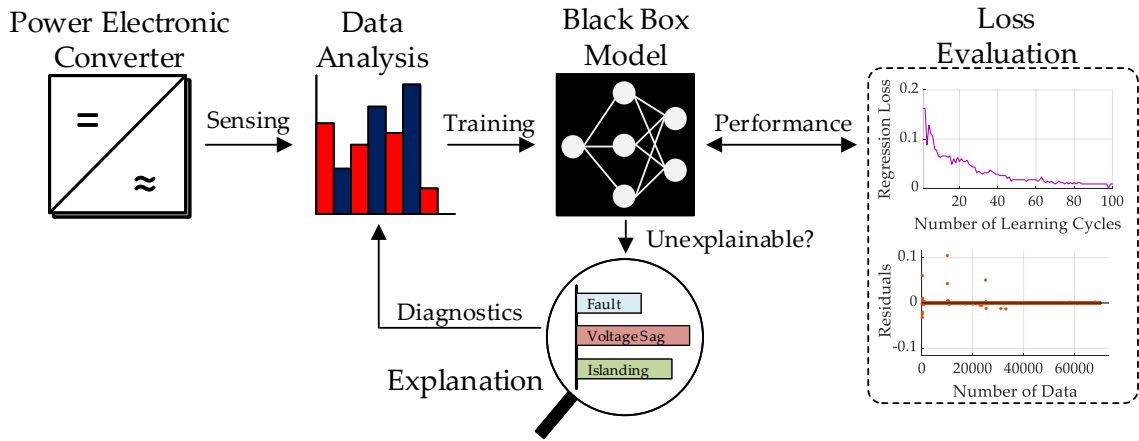 Power Electronic
Converter
Data
Analysis
Black Box
Model
Loss
Evaluation
=
≈
Sensing
Training
Performance
Unexplainable?
Diagnostics
Explanation
Fault
Voltage Sag
Islanding
Regression Loss
0.2
0.1
0
20
40
60
80
100
Number of Learning Cycles
Residuals
0.1
0
-0.1
0
20000
40000
60000
Number of Data